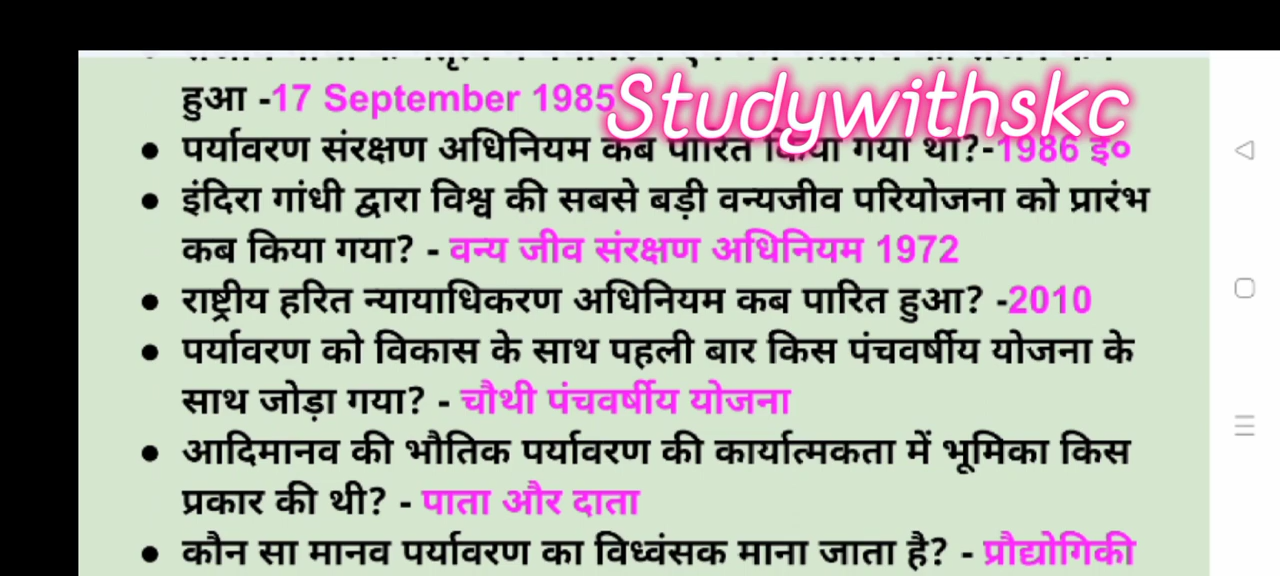 हुआ -17 September 1985
Studywithskc
• पर्यावरण संरक्षण अधिनियम कब पारित किया गया था?-1986 इ०
• इंदिरा गांधी द्वारा विश्व की सबसे बड़ी वन्यजीव परियोजना को प्रारंभ
कब किया गया? - वन्य जीव संरक्षण अधिनियम 1972
• राष्ट्रीय हरित न्यायाधिकरण अधिनियम कब पारित हुआ? -2010
• पर्यावरण को विकास के साथ पहली बार किस पंचवर्षीय योजना के
साथ जोड़ा गया? - चौथी पंचवर्षीय योजना
• आदिमानव की भौतिक पर्यावरण की कार्यात्मकता में भूमिका किस
प्रकार की थी? - पाता और दाता
• कौन सा मानव पर्यावरण का विध्वंसक माना जाता है? - प्रौद्योगिकी